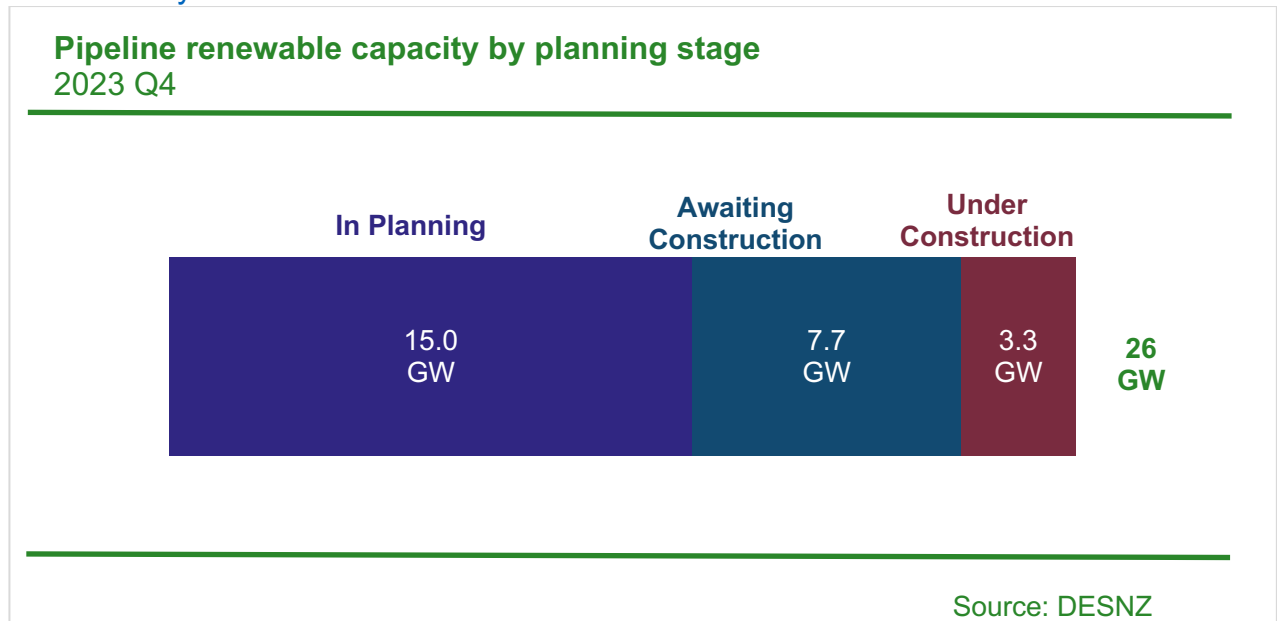 Pipeline renewable capacity by planning stage
2023 Q4
In Planning
Awaiting
Construction
Under
Construction
15.0
GW
7.7
GW
3.3
GW
26
GW
Source: DESNZ